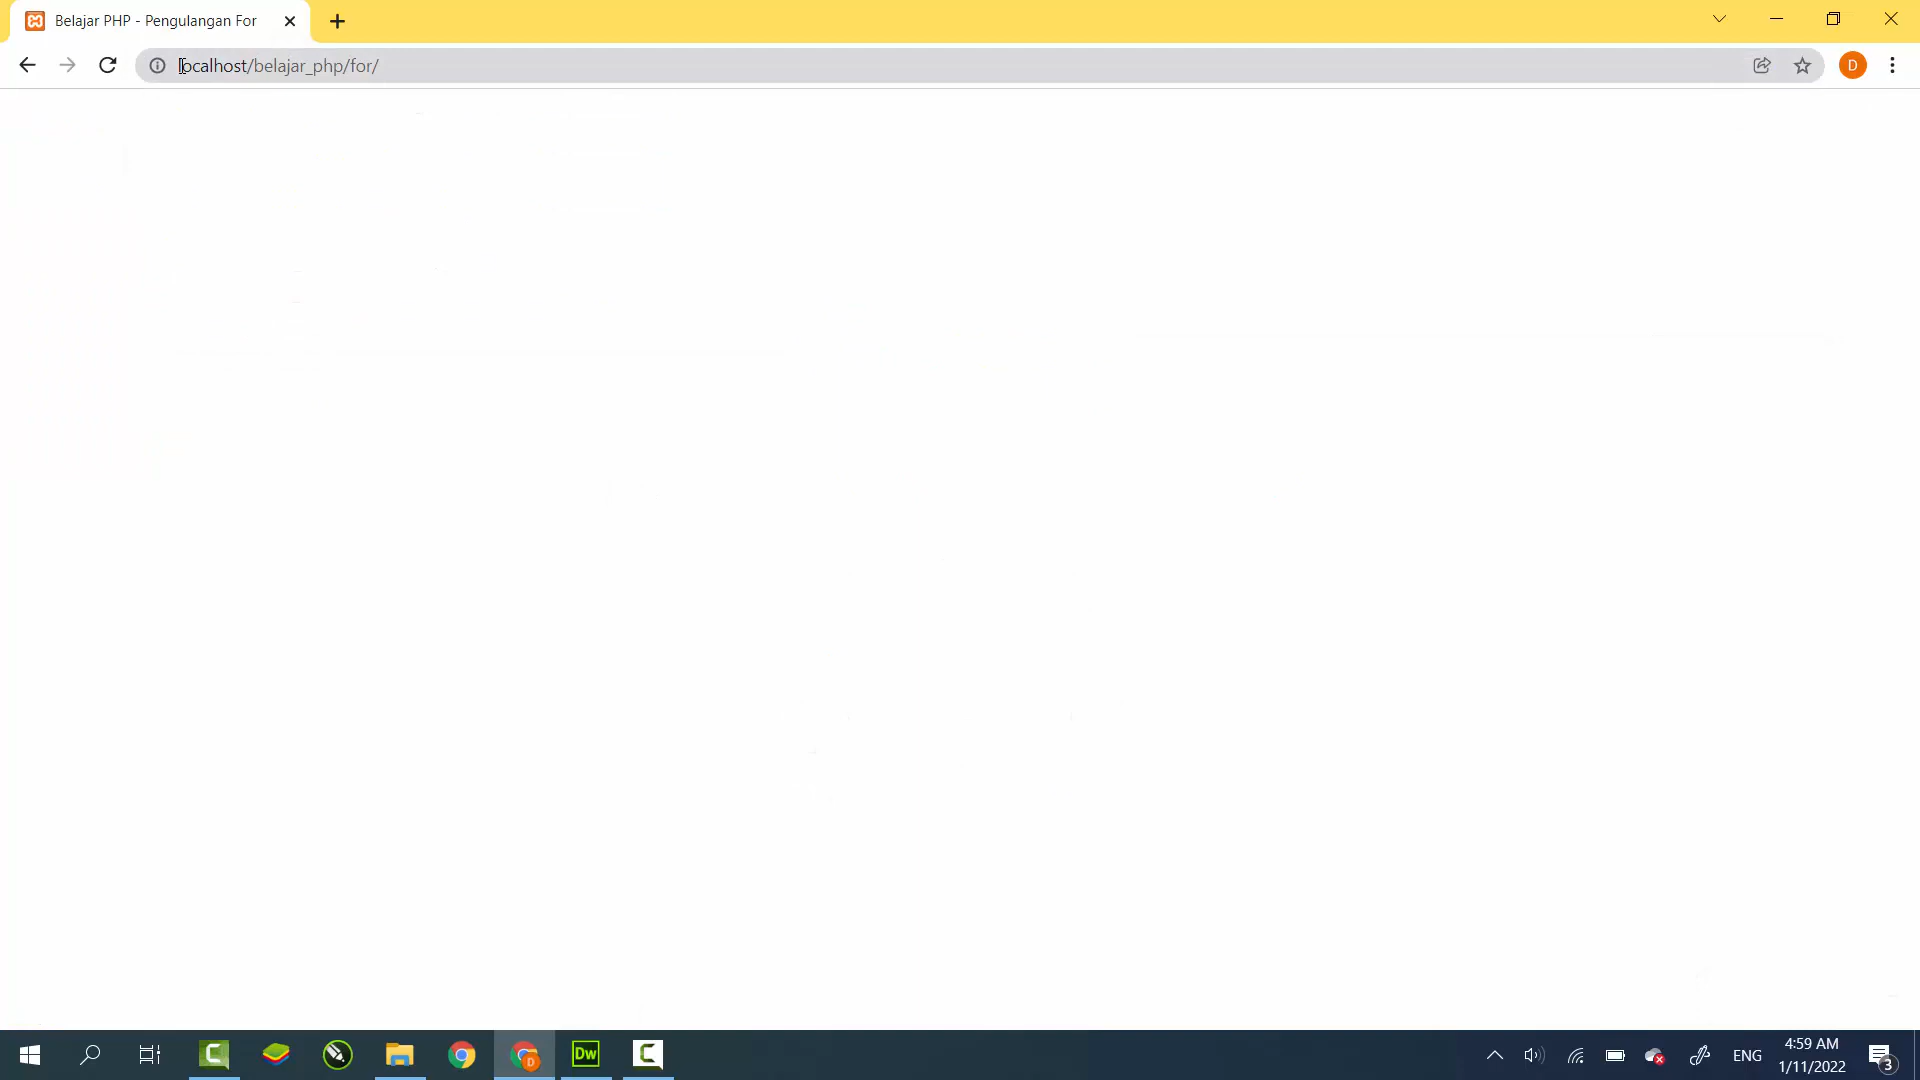 Belajar PHP - Pengulangan For
localhost/belajar_php/for/
D
D
Dw
ENG
4:59 AM
1/11/2022
3